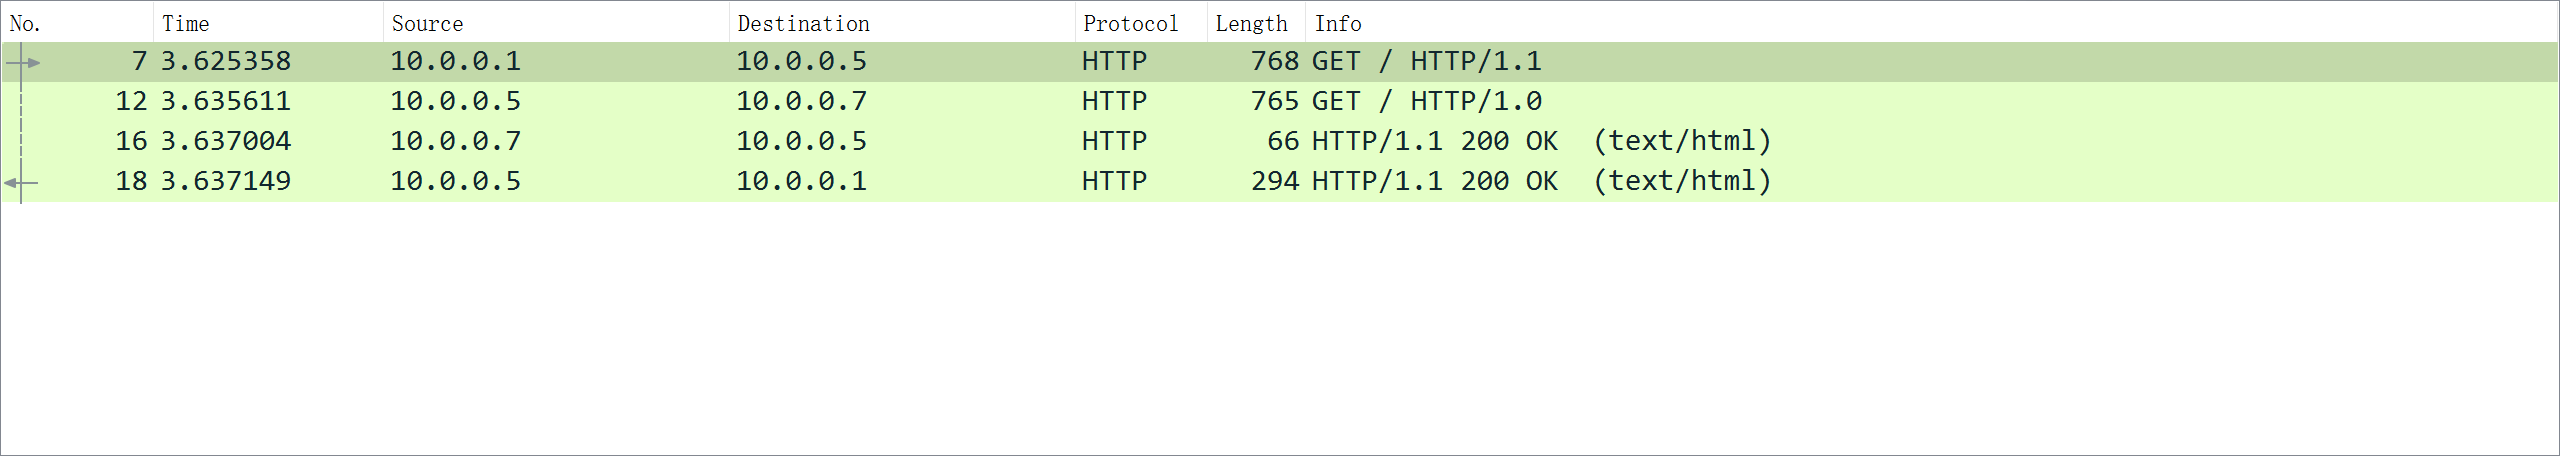 No. Time Source Destination Protocol Length Info
7 3.625358 10.0.0.1 10.0.0.5 HTTP 768 GET / HTTP/1.1
12 3.635611 10.0.0.5 10.0.0.7 HTTP 765 GET / HTTP/1.0
16 3.637004 10.0.0.7 10.0.0.5 HTTP 66 HTTP/1.1 200 OK (text/html)
18 3.637149 10.0.0.5 10.0.0.1 HTTP 294 HTTP/1.1 200 OK (text/html)